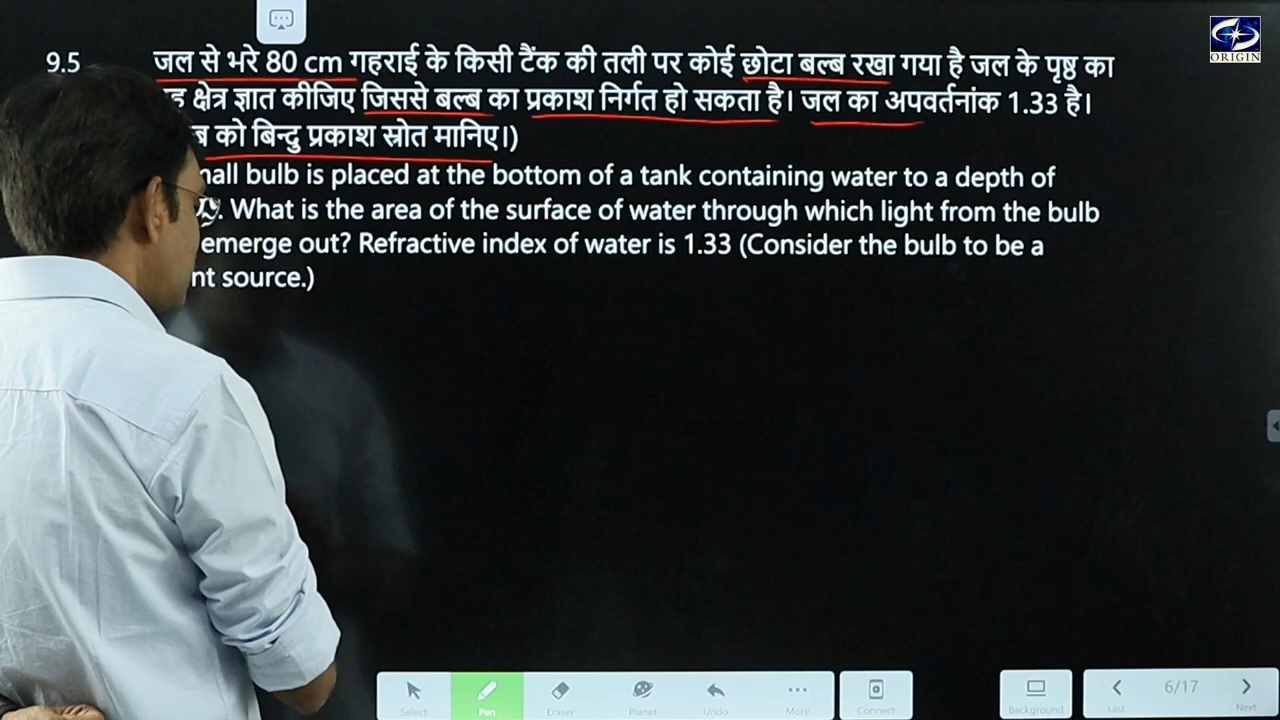 9.5 जल से भरे 80 cm गहराई के किसी टैंक की तली पर कोई छोटा बल्ब रखा गया है जल के पृष्ठ का
क्षेत्र ज्ञात कीजिए जिससे बल्ब का प्रकाश निर्गत हो सकता है। जल का अपवर्तनांक 1.33 है।
को बिन्दु प्रकाश स्रोत मानिए।)
bulb is placed at the bottom of a tank containing water to a depth of
What is the area of the surface of water through which light from the bulb
emerge out? Refractive index of water is 1.33 (Consider the bulb to be a
source.)
ORIGIN
Select Pen Eraser Planet Undo More Connect Background Last 6/17 Next